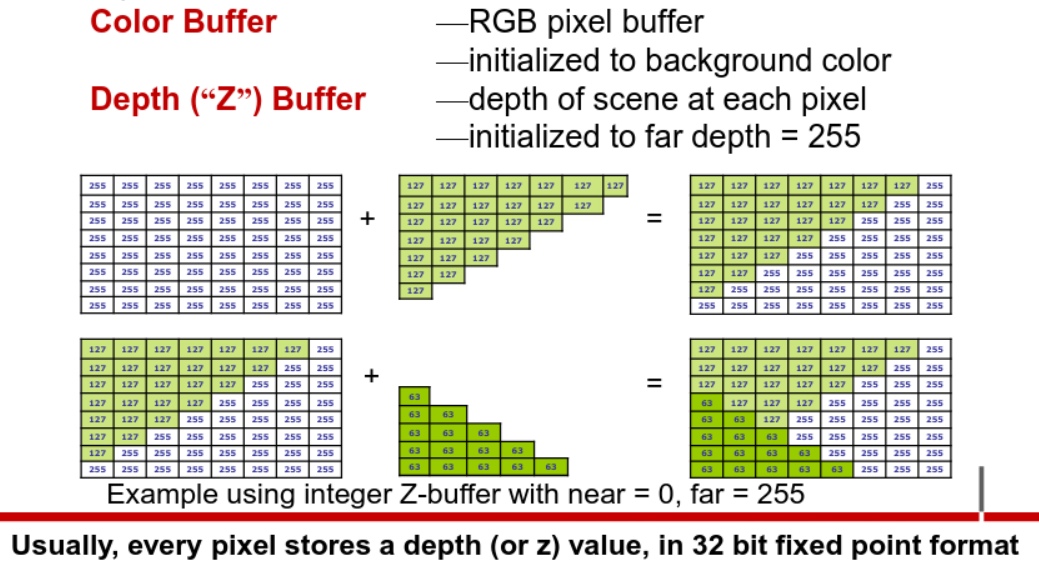 Color Buffer —RGB pixel buffer
—initialized to background color
Depth (“Z”) Buffer —depth of scene at each pixel
—initialized to far depth = 255
255 255 255 255 255 255 255 255
255 255 255 255 255 255 255 255
255 255 255 255 255 255 255 255
255 255 255 255 255 255 255 255
255 255 255 255 255 255 255 255
255 255 255 255 255 255 255 255
255 255 255 255 255 255 255 255
255 255 255 255 255 255 255 255
+
127 127 127 127 127 127 127
127 127 127 127 127 127
127 127 127 127 127
127 127 127 127
127 127 127
127 127
127
=
127 127 127 127 127 127 127 255
127 127 127 127 127 127 255 255
127 127 127 127 127 255 255 255
127 127 127 127 255 255 255 255
127 127 127 255 255 255 255 255
127 127 255 255 255 255 255 255
127 255 255 255 255 255 255 255
255 255 255 255 255 255 255 255
127 127 127 127 127 127 127 255
127 127 127 127 127 127 255 255
127 127 127 127 127 255 255 255
127 127 127 127 255 255 255 255
127 127 127 255 255 255 255 255
127 127 255 255 255 255 255 255
127 255 255 255 255 255 255 255
255 255 255 255 255 255 255 255
+
63
63 63
63 63 63
63 63 63 63
63 63 63 63 63
=
127 127 127 127 127 127 127 255
127 127 127 127 127 127 255 255
127 127 127 127 127 255 255 255
63 127 127 127 255 255 255 255
63 63 127 255 255 255 255 255
63 63 63 255 255 255 255 255
63 63 63 63 255 255 255 255
63 63 63 63 63 255 255 255
Example using integer Z-buffer with near = 0, far = 255
Usually, every pixel stores a depth (or z) value, in 32 bit fixed point format